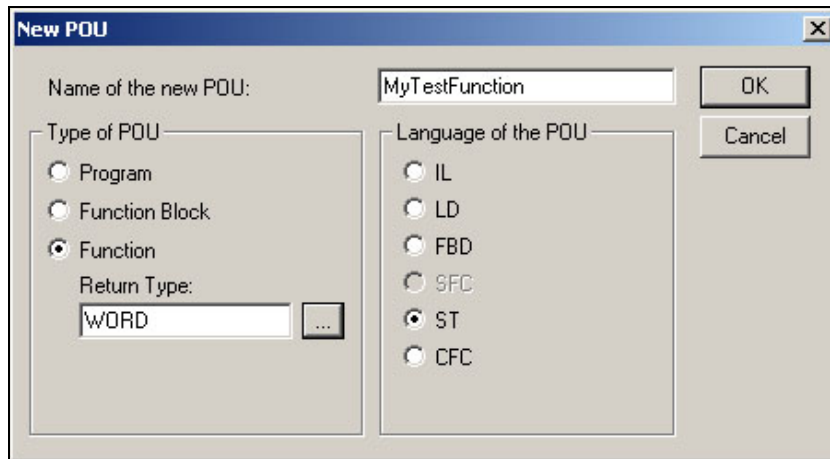 New POU
Name of the new POU: MyTestFunction OK
Cancel
Type of POU
Program
Function Block
Function
Return Type:
WORD ...
Language of the POU
IL
LD
FBD
SFC
ST
CFC